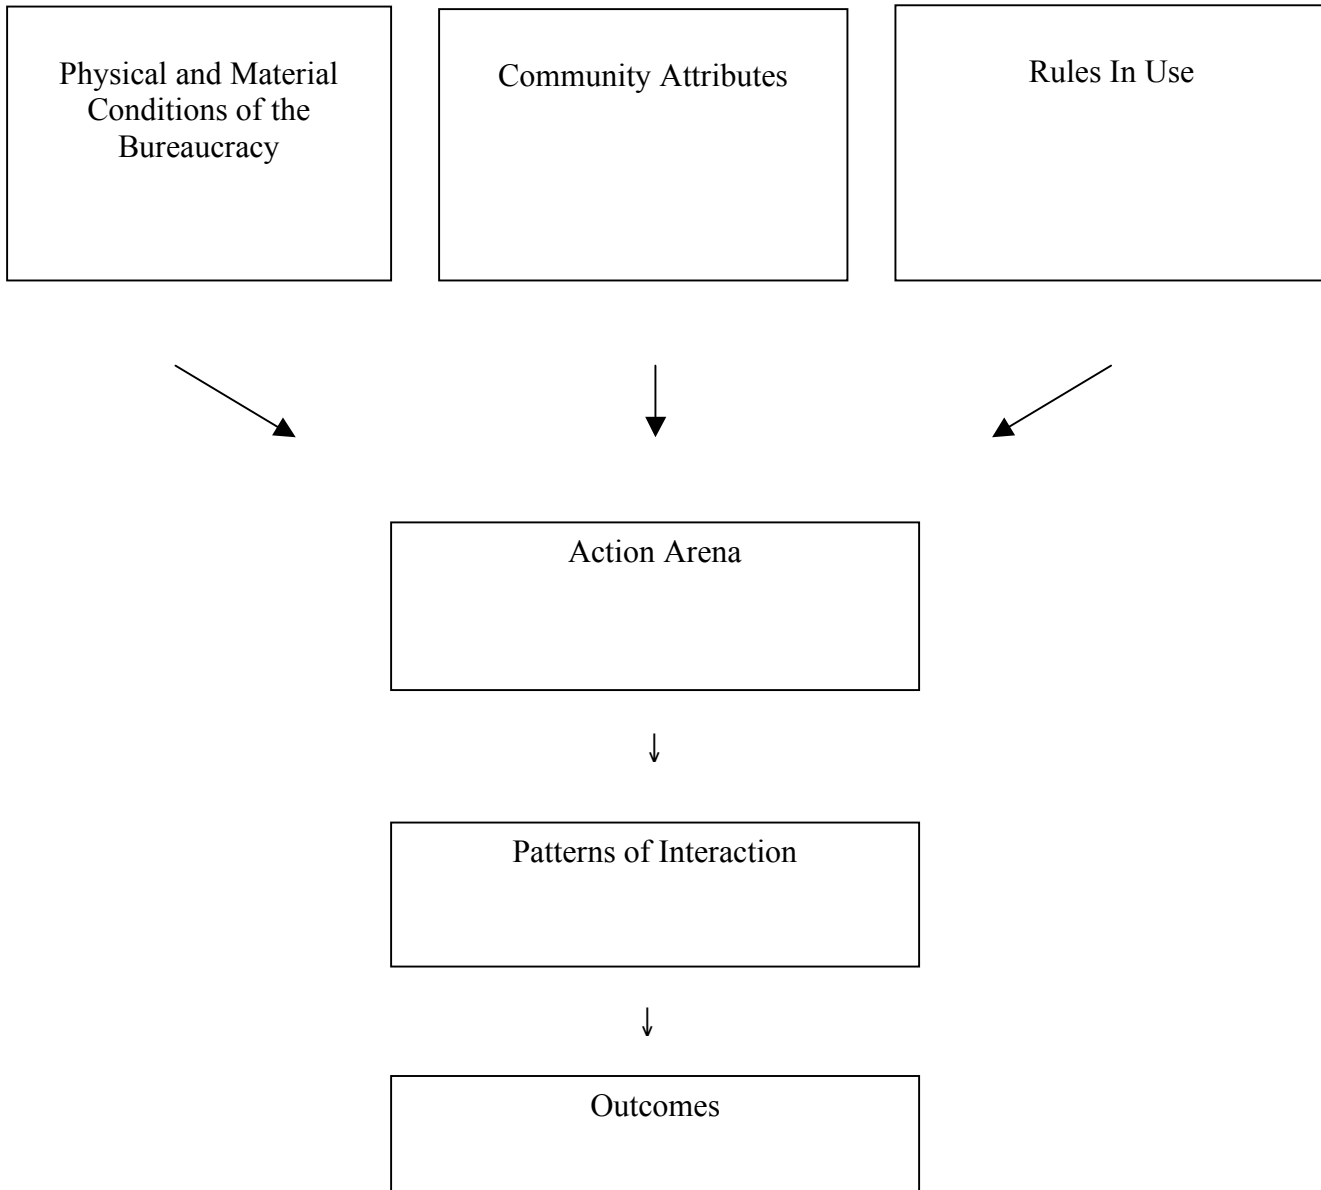 Physical and Material
Conditions of the
Bureaucracy
Community Attributes
Rules In Use
Action Arena
Patterns of Interaction
Outcomes